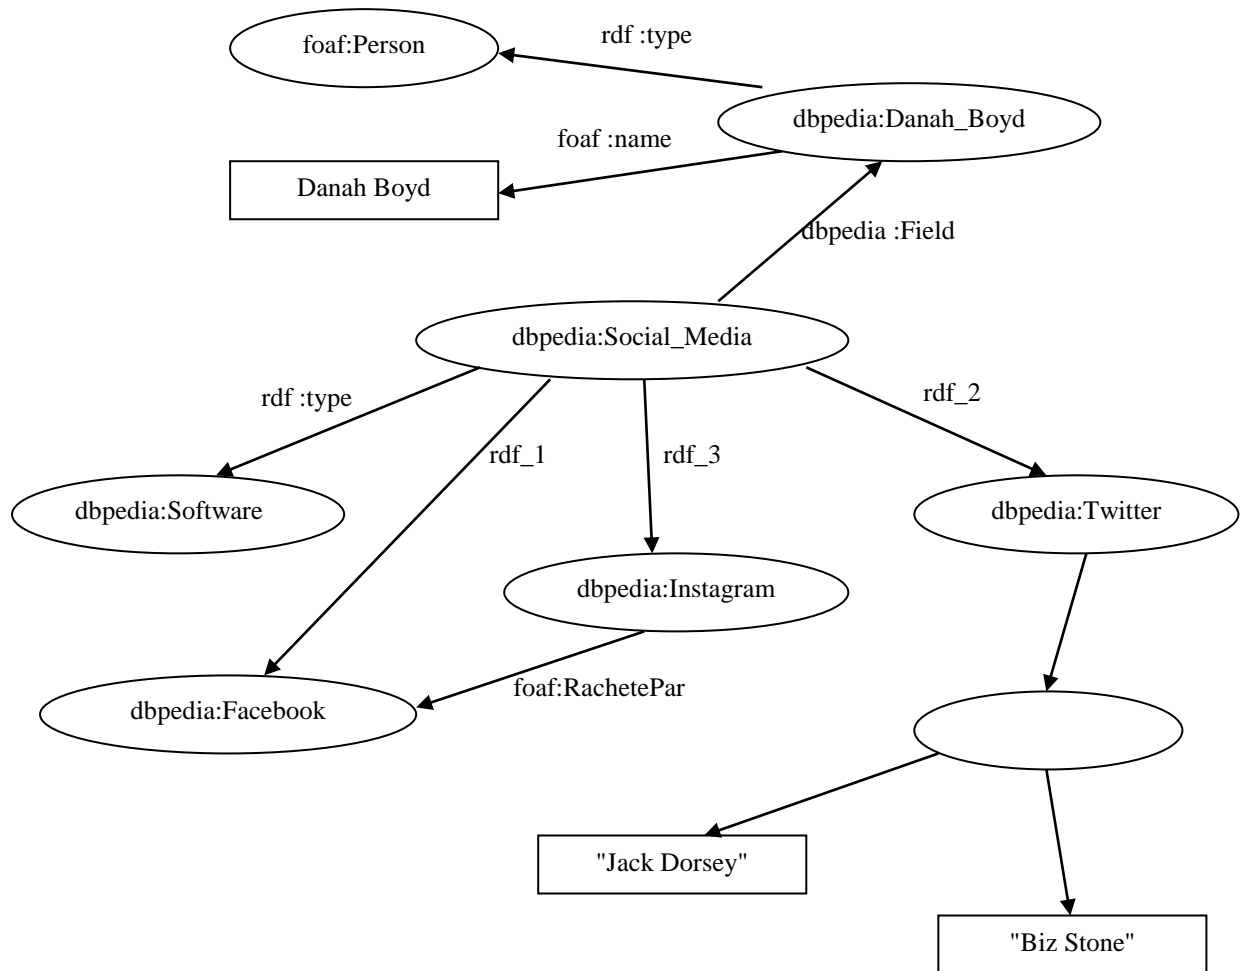 foaf:Person
rdf :type
dbpedia:Danah_Boyd
foaf :name
Danah Boyd
dbpedia :Field
dbpedia:Social_Media
rdf :type
rdf_1
rdf_3
rdf_2
dbpedia:Software
dbpedia:Twitter
dbpedia:Instagram
foaf:RachetePar
dbpedia:Facebook
"Jack Dorsey"
"Biz Stone"